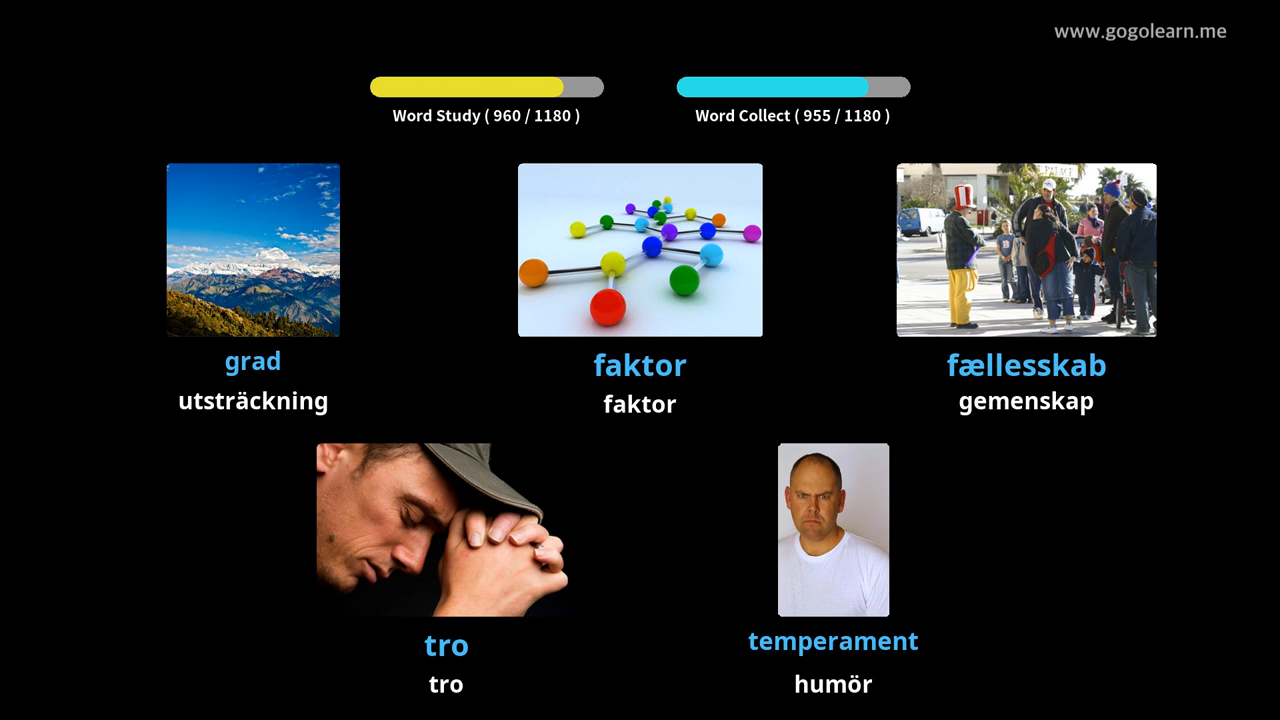 www.gogolearn.me
Word Study ( 960 / 1180 )
Word Collect ( 955 / 1180 )
grad
utsträckning
faktor
faktor
fællesskab
gemenskap
tro
tro
temperament
humör